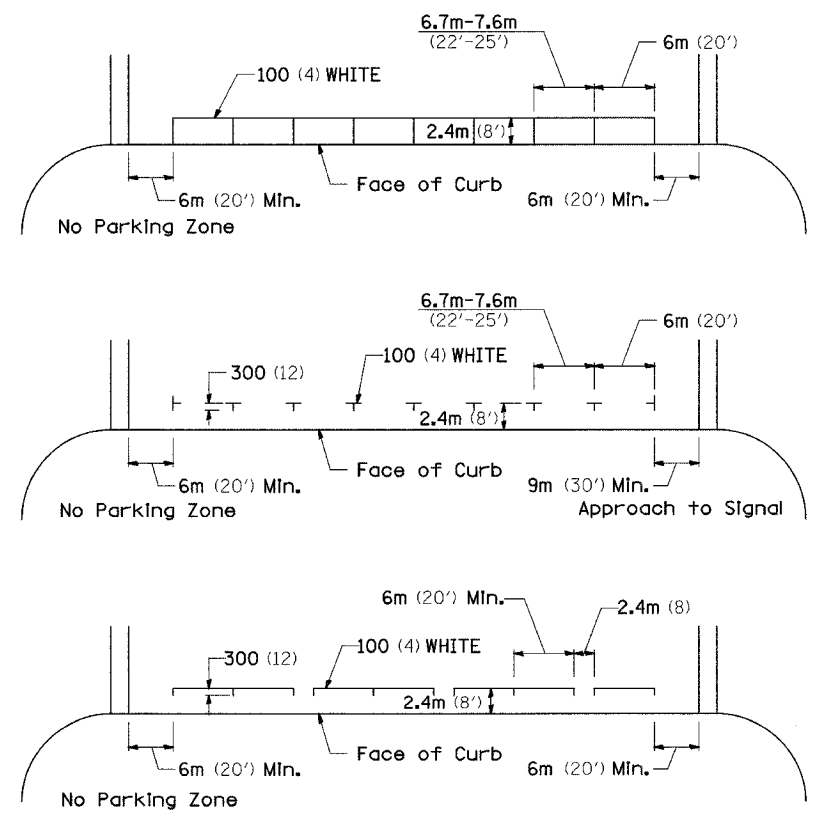 6.7m-7.6m
(22'-25')
6m (20')
100 (4) WHITE
2.4m (8')
Face of Curb
6m (20') Min.
6m (20') Min.
No Parking Zone
6.7m-7.6m
(22'-25')
6m (20')
100 (4) WHITE
300 (12)
2.4m (8')
Face of Curb
6m (20') Min.
9m (30') Min.
No Parking Zone
Approach to Signal
6m (20') Min.
2.4m (8)
300 (12)
100 (4) WHITE
2.4m (8')
Face of Curb
6m (20') Min.
6m (20') Min.
No Parking Zone